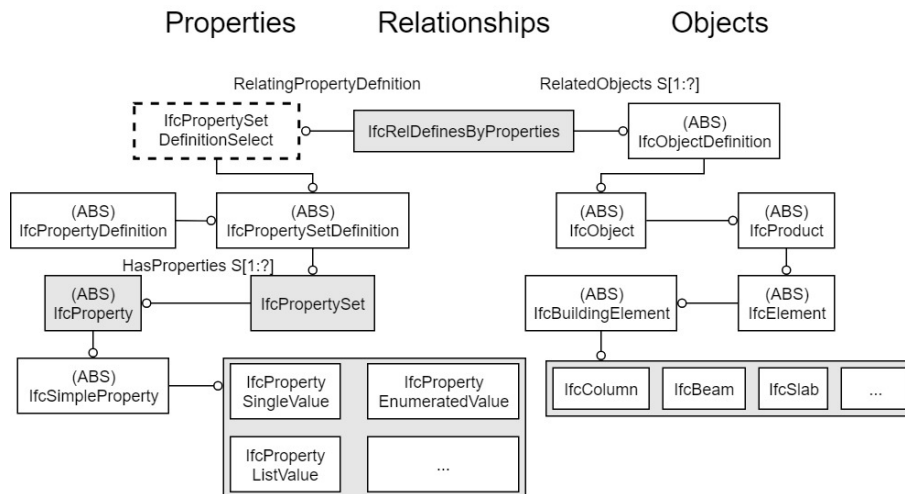 Properties
Relationships
Objects
RelatingPropertyDefnition
RelatedObjects S[1:?]
IfcPropertySet
DefinitionSelect
IfcRelDefinesByProperties
(ABS)
IfcObjectDefinition
(ABS)
IfcPropertyDefinition
(ABS)
IfcPropertySetDefinition
(ABS)
IfcObject
(ABS)
IfcProduct
HasProperties S[1:?]
(ABS)
IfcProperty
IfcPropertySet
(ABS)
IfcBuildingElement
(ABS)
IfcElement
(ABS)
IfcSimpleProperty
IfcProperty
SingleValue
IfcProperty
EnumeratedValue
IfcColumn
IfcBeam
IfcSlab
...
IfcProperty
ListValue
...